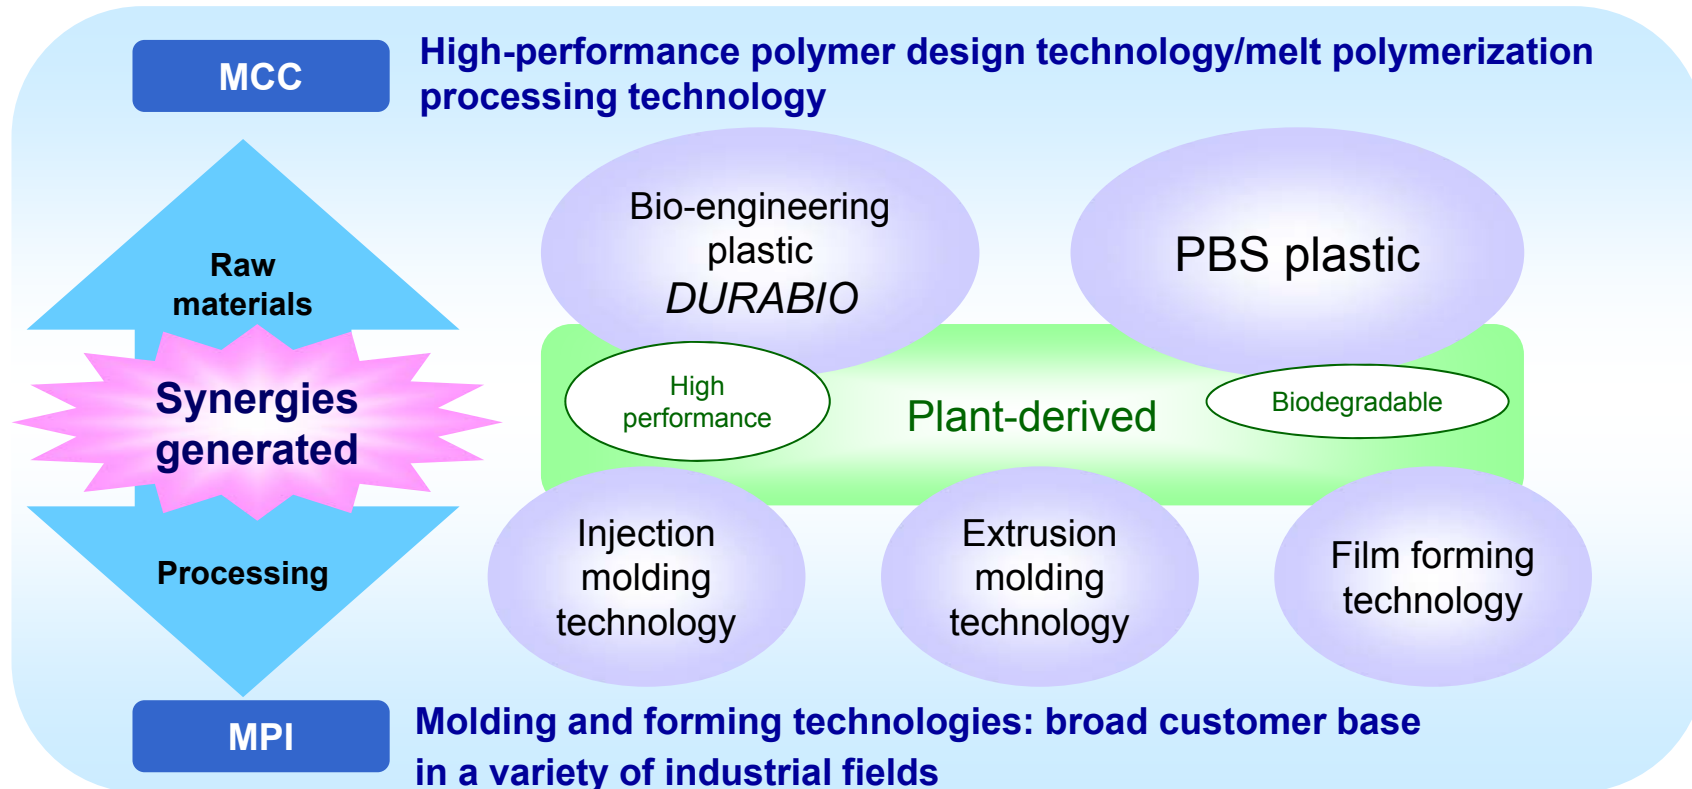 MCC
High-performance polymer design technology/melt polymerization
processing technology
Raw
materials
Synergies
generated
Processing
Bio-engineering
plastic
DURABIO
PBS plastic
High
performance
Plant-derived
Biodegradable
Injection
molding
technology
Extrusion
molding
technology
Film forming
technology
MPI
Molding and forming technologies: broad customer base
in a variety of industrial fields